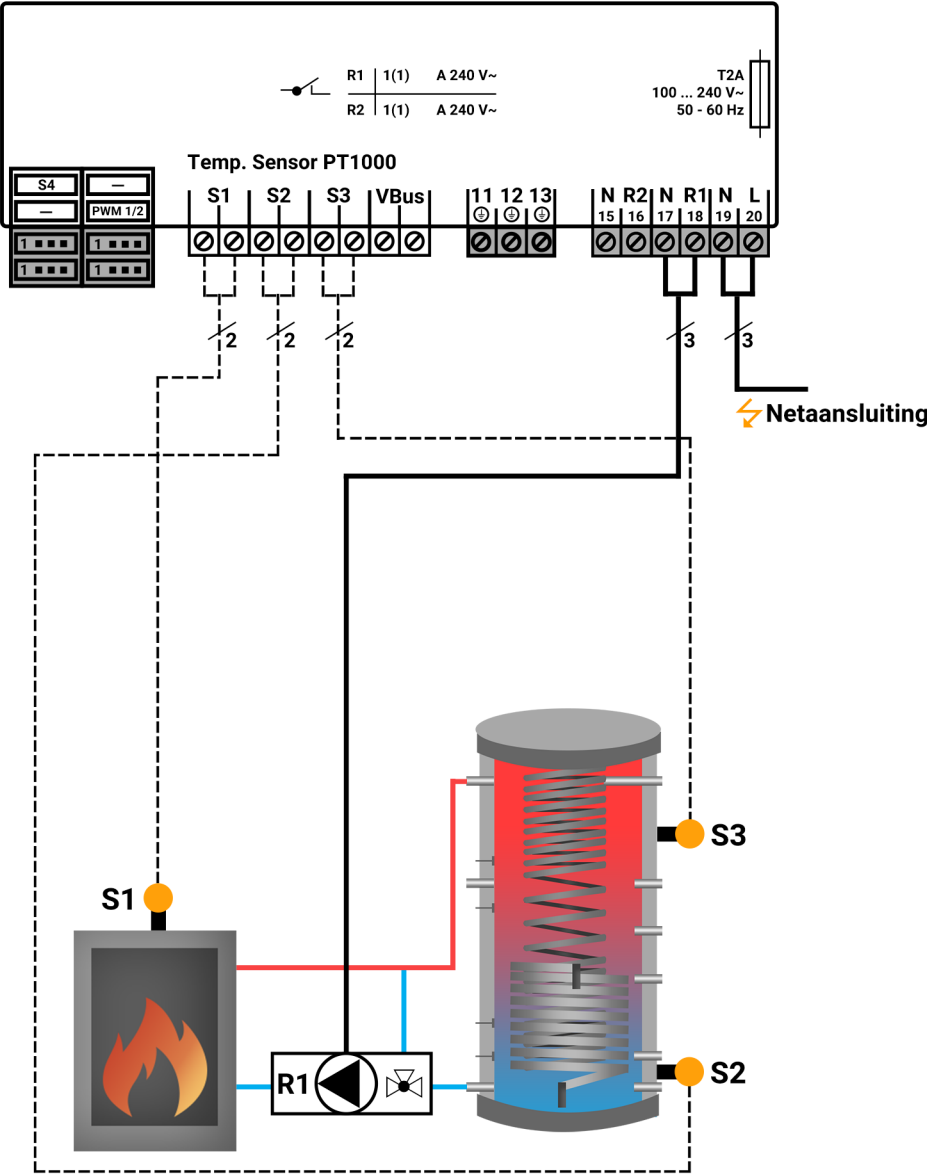 R1 1(1) A 240 V~
R2 1(1) A 240 V~
T2A
100 ... 240 V~
50 - 60 Hz
Temp. Sensor PT1000
S4 —
— PWM 1/2
1
1
1
1
S1 S2 S3 VBus
11 12 13
N R2 N R1 N L
15 16 17 18 19 20
2 2 2 3 3
Netaansluiting
S3
S1
S2
R1